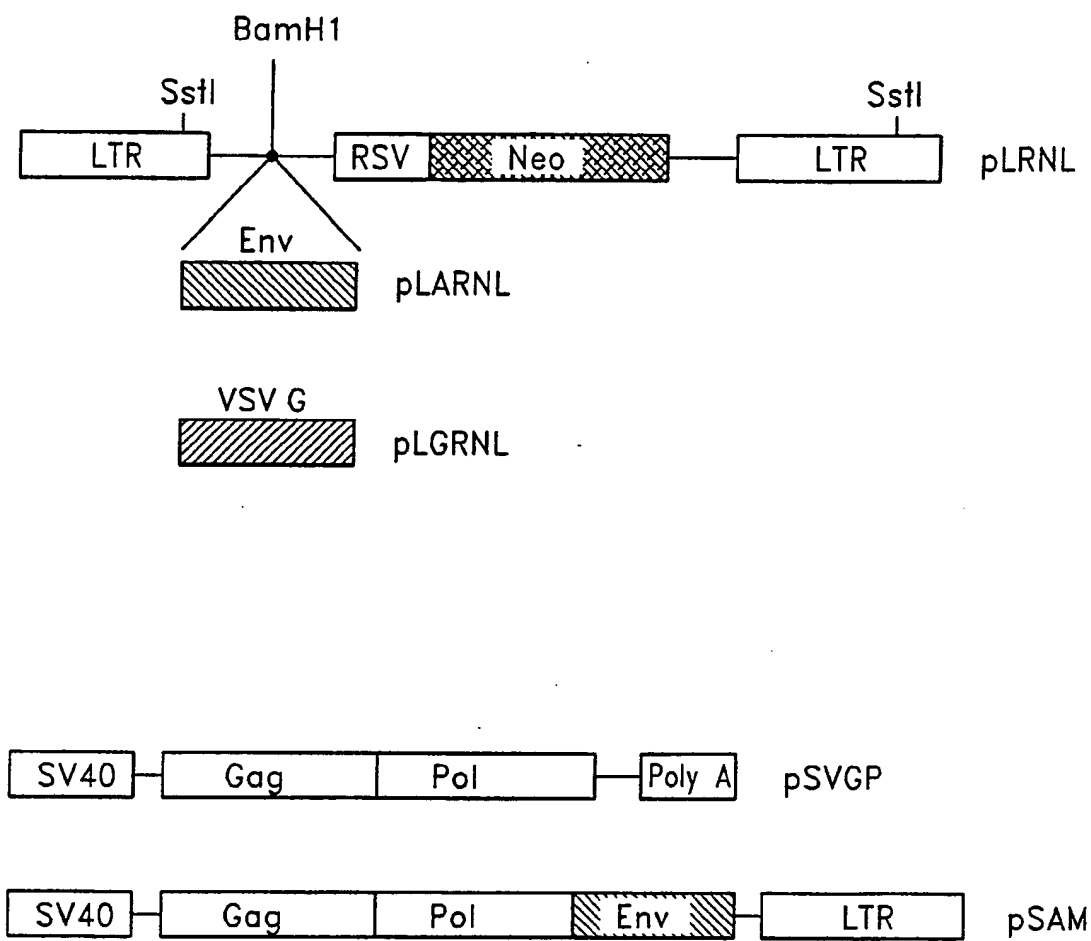 BamH1
SstI SstI
LTR RSV Neo LTR pLRNL
Env
pLARNL
VSV G
pLGRNL
SV40 Gag Pol Poly A pSVGP
SV40 Gag Pol Env LTR pSAM